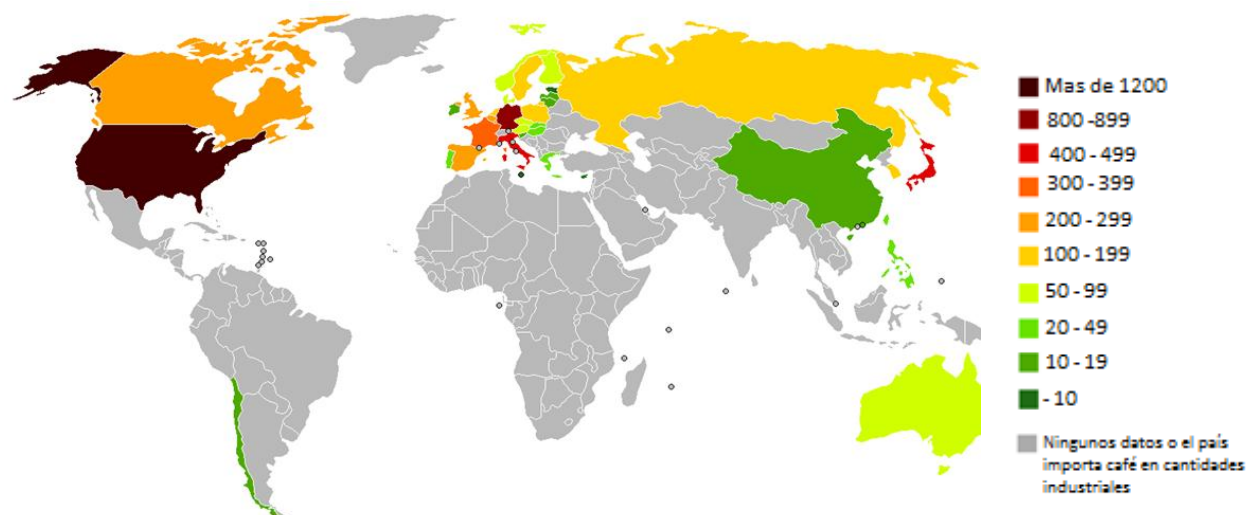 Mas de 1200
800 -899
400 - 499
300 - 399
200 - 299
100 - 199
50 - 99
20 - 49
10 - 19
- 10
Ningunos datos o el país
importa café en cantidades
industriales